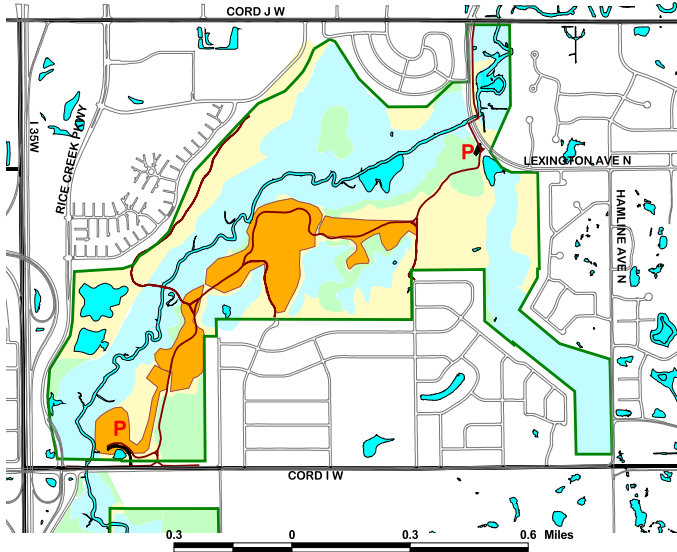 CORD J W
I 35W
RICE CREEK PKWY
P
LEXINGTON AVE N
HAMLINE AVE N
P
CORD I W
0.3 0 0.3 0.6 Miles